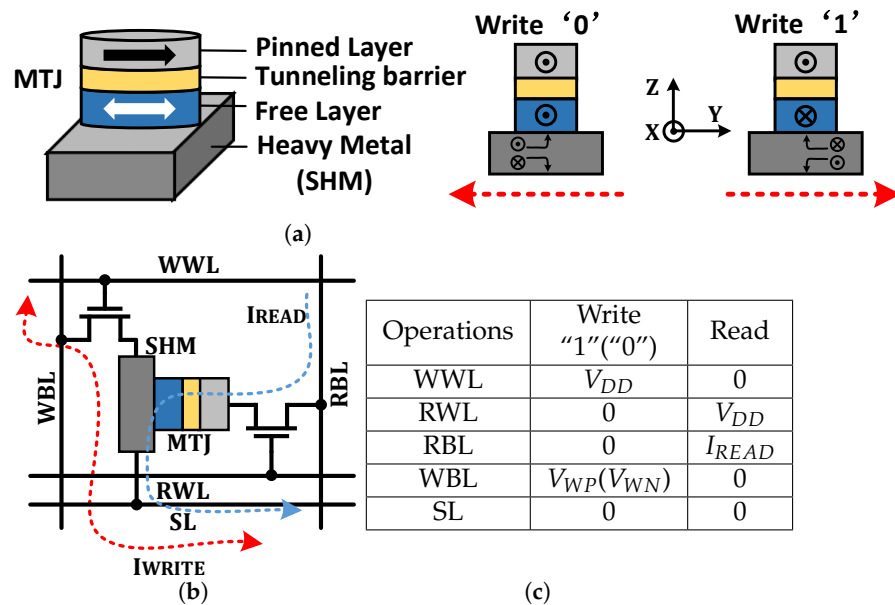 MTJ
Pinned Layer
Tunneling barrier
Free Layer
Heavy Metal
(SHM)
Write ‘0’
Write ‘1’
Z
Y
X
(a)
WWL
IREAD
SHM
WBL
RBL
MTJ
RWL
SL
IWRITE
(b)
Operations Write “1”(“0”) Read
WWL VDD 0
RWL 0 VDD
RBL 0 IREAD
WBL VWP(VWN) 0
SL 0 0
(c)